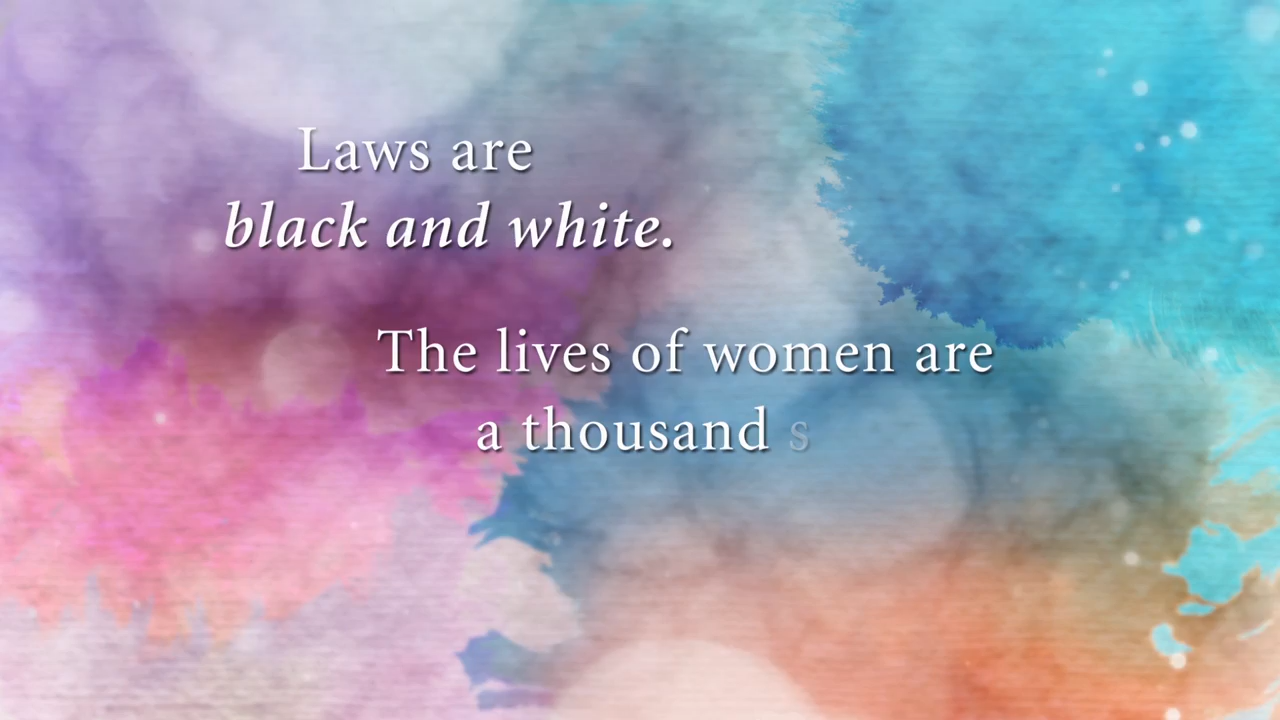 Laws are
black and white.
The lives of women are
a thousand s